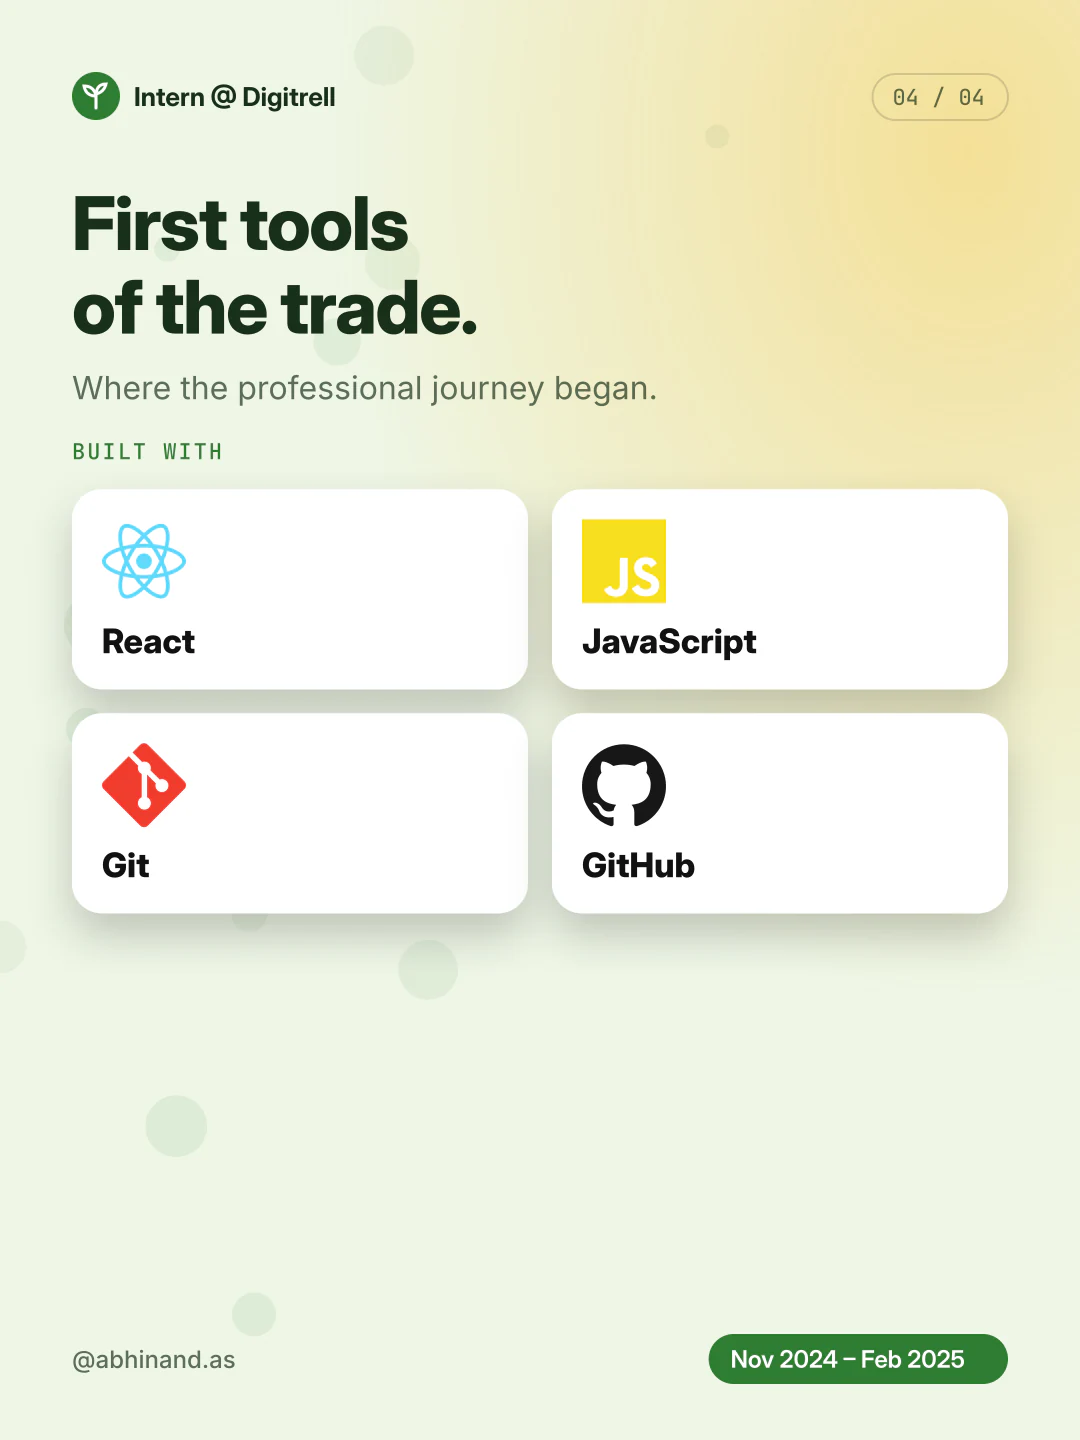 Intern @ Digitrell
04 / 04
First tools
of the trade.
Where the professional journey began.
BUILT WITH
React
JS
JavaScript
Git
GitHub
@abhinand.as
Nov 2024 – Feb 2025